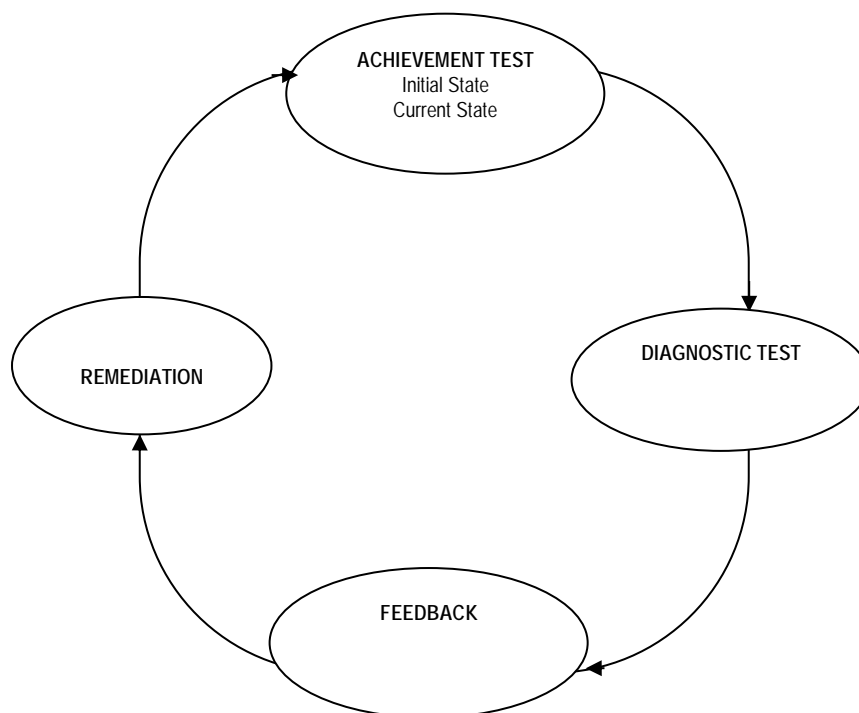 ACHIEVEMENT TEST
Initial State
Current State
DIAGNOSTIC TEST
REMEDIATION
FEEDBACK